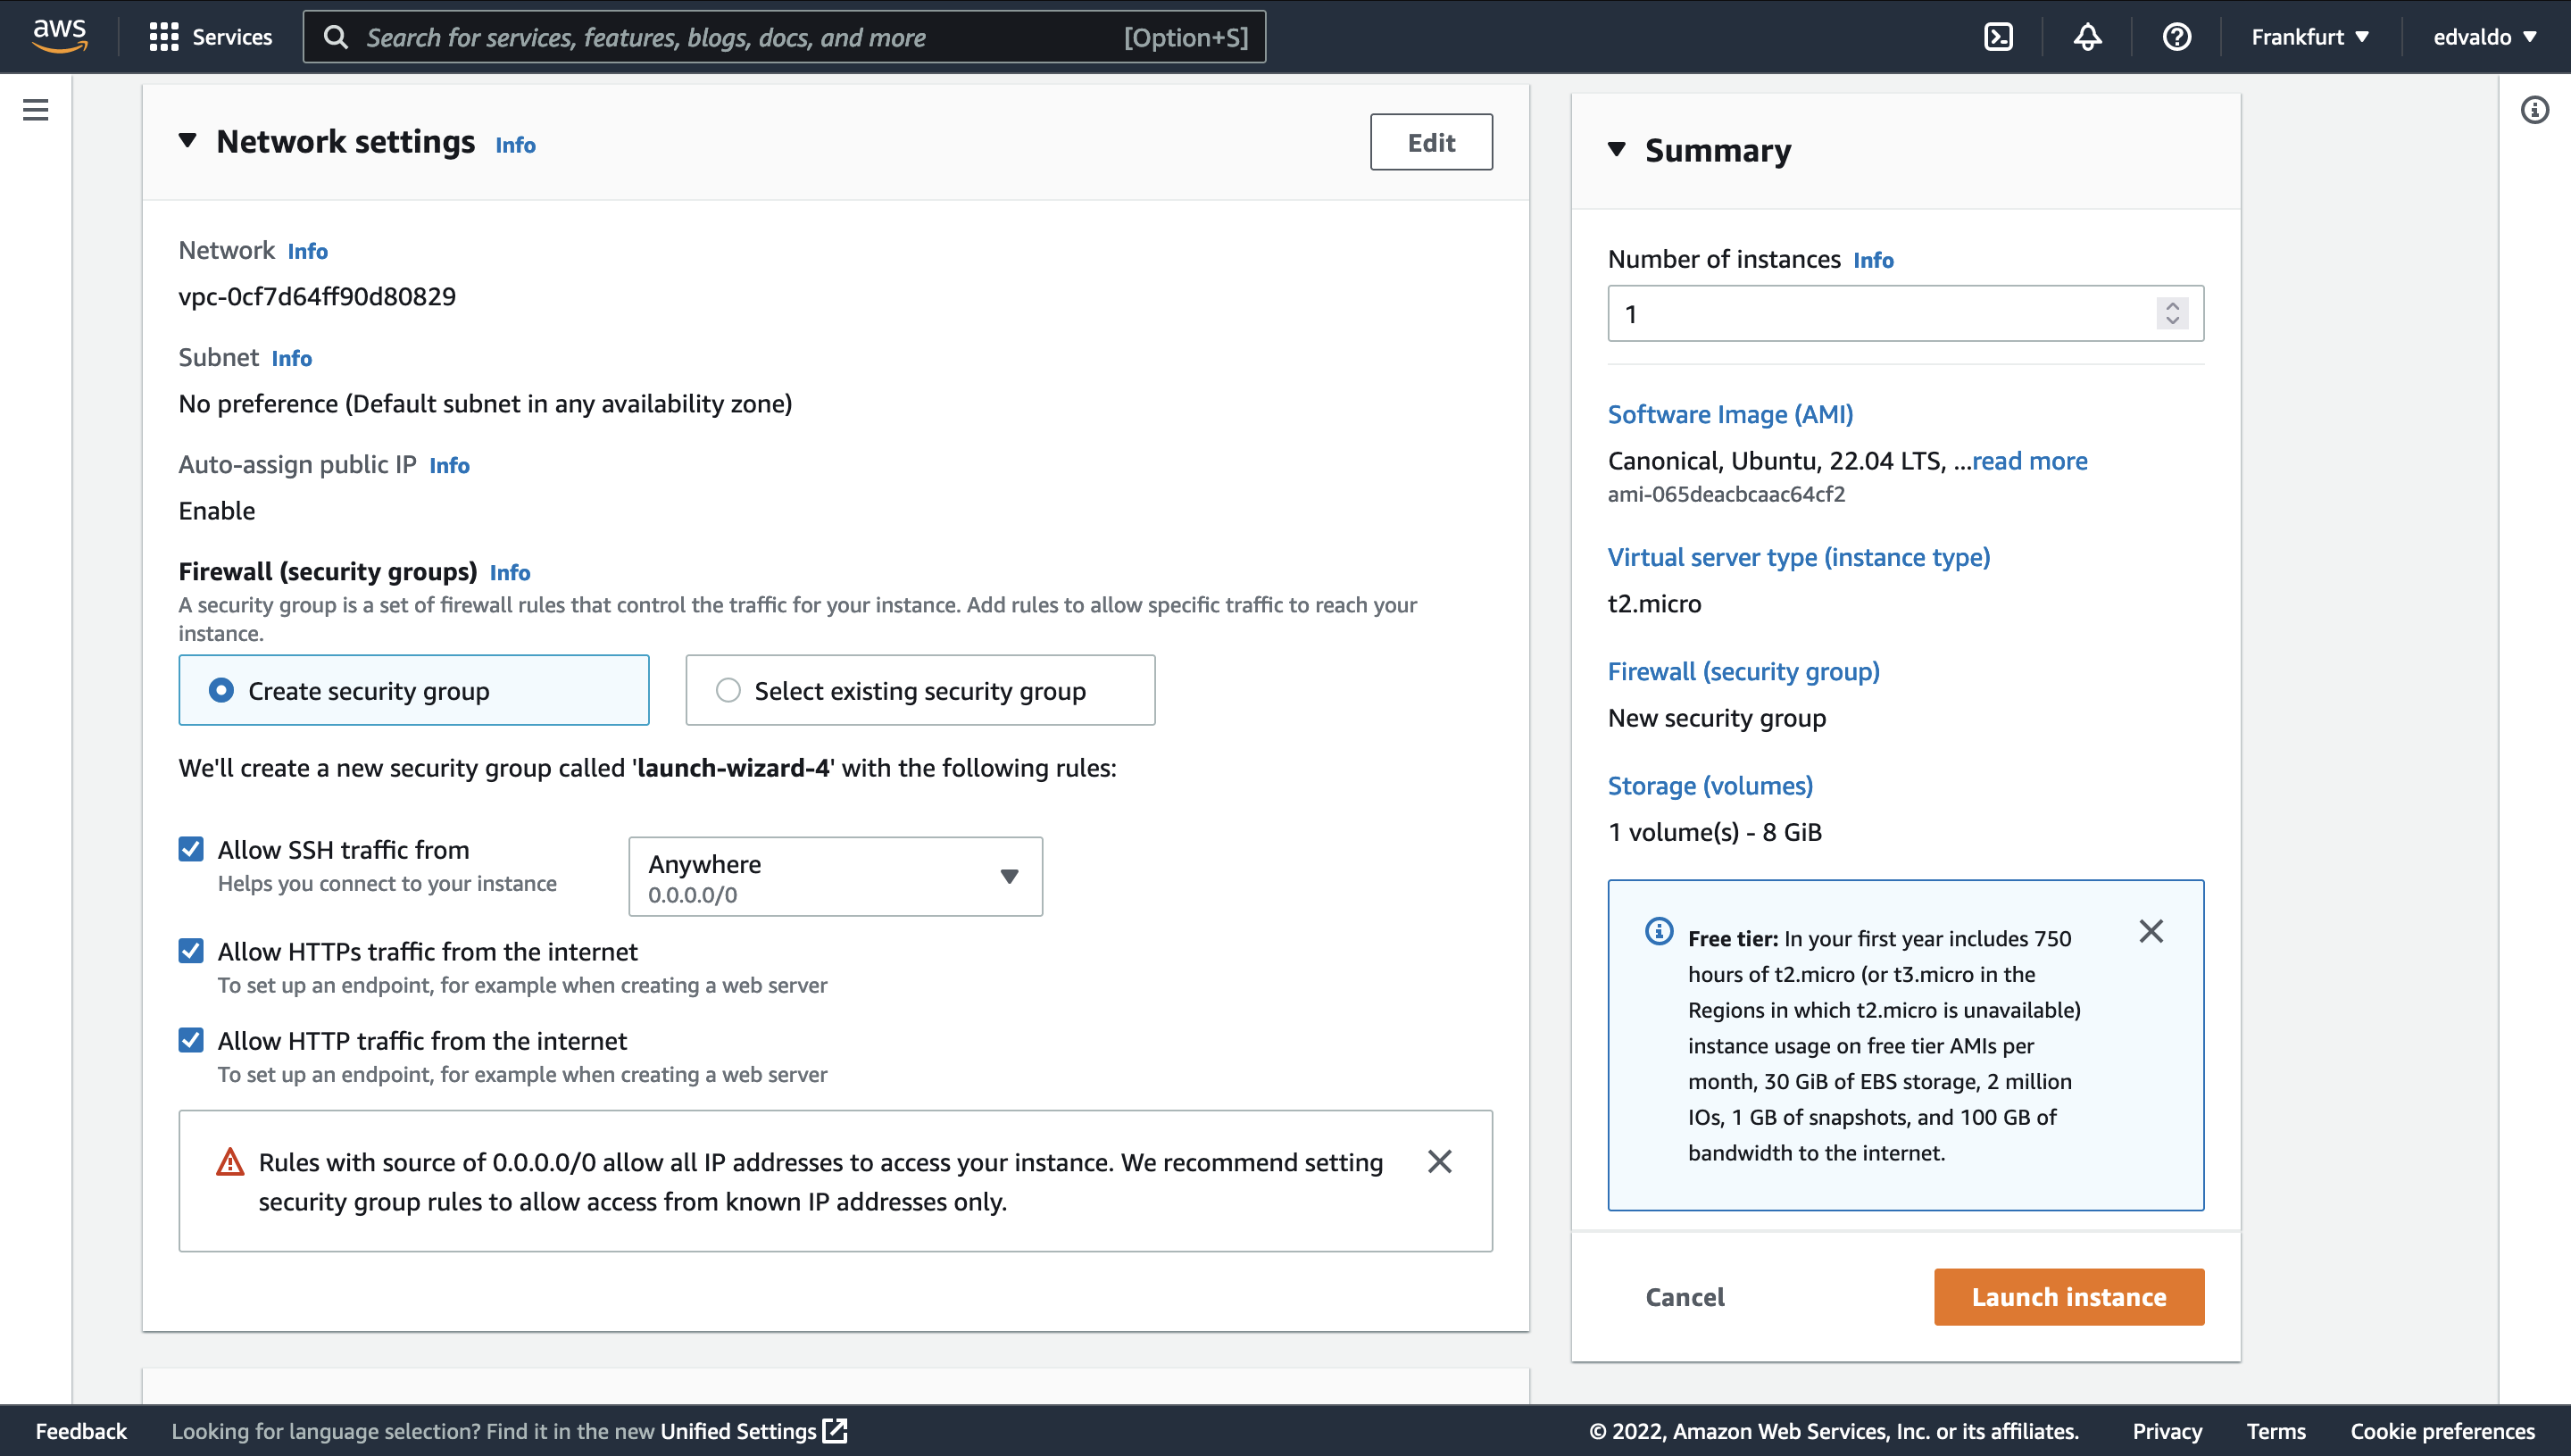 aws
Services
Search for services, features, blogs, docs, and more
[Option+S]
Frankfurt
edvaldo
Network settings Info
Edit
Network Info
vpc-0cf7d64ff90d80829
Subnet Info
No preference (Default subnet in any availability zone)
Auto-assign public IP Info
Enable
Firewall (security groups) Info
A security group is a set of firewall rules that control the traffic for your instance. Add rules to allow specific traffic to reach your
instance.
Create security group
Select existing security group
We'll create a new security group called 'launch-wizard-4' with the following rules:
Allow SSH traffic from
Helps you connect to your instance
Anywhere
0.0.0.0/0
Allow HTTPs traffic from the internet
To set up an endpoint, for example when creating a web server
Allow HTTP traffic from the internet
To set up an endpoint, for example when creating a web server
Rules with source of 0.0.0.0/0 allow all IP addresses to access your instance. We recommend setting
security group rules to allow access from known IP addresses only.
Summary
Number of instances Info
1
Software Image (AMI)
Canonical, Ubuntu, 22.04 LTS, ...read more
ami-065deacbcaac64cf2
Virtual server type (instance type)
t2.micro
Firewall (security group)
New security group
Storage (volumes)
1 volume(s) - 8 GiB
Free tier: In your first year includes 750
hours of t2.micro (or t3.micro in the
Regions in which t2.micro is unavailable)
instance usage on free tier AMIs per
month, 30 GiB of EBS storage, 2 million
IOs, 1 GB of snapshots, and 100 GB of
bandwidth to the internet.
Cancel
Launch instance
Feedback
Looking for language selection? Find it in the new Unified Settings
© 2022, Amazon Web Services, Inc. or its affiliates.
Privacy
Terms
Cookie preferences